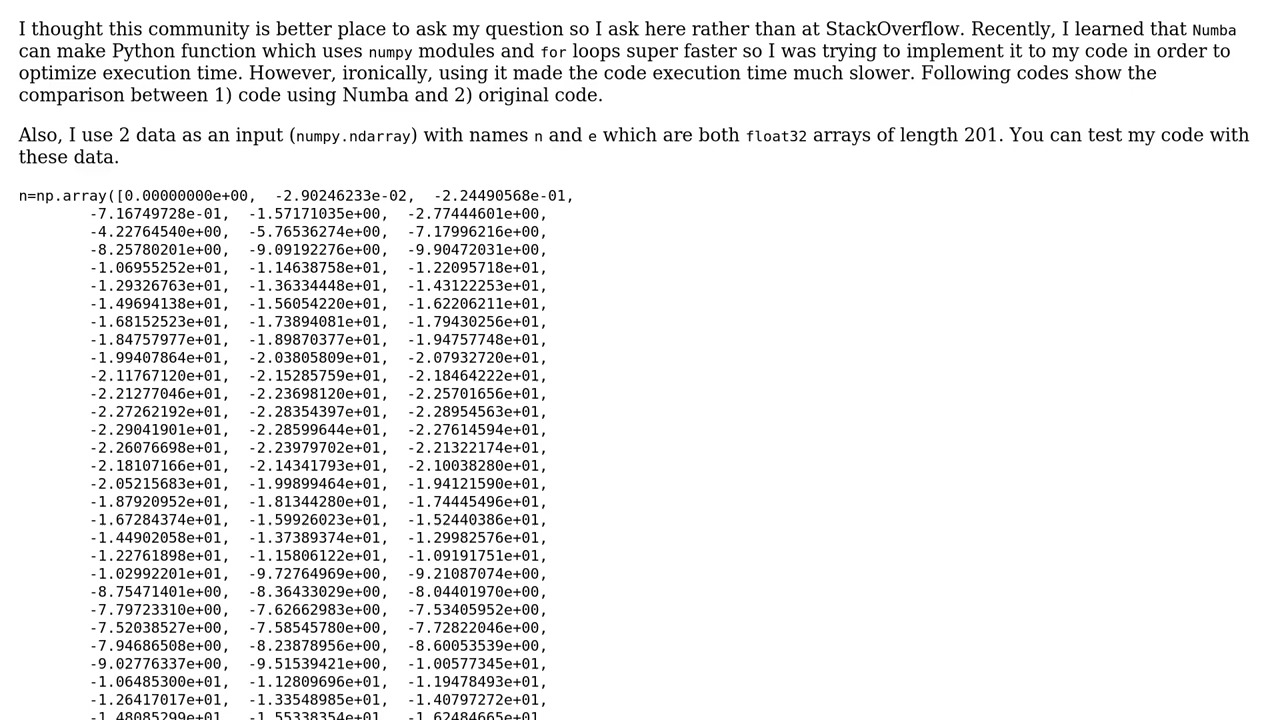 I thought this community is better place to ask my question so I ask here rather than at StackOverflow. Recently, I learned that Numba
can make Python function which uses numpy modules and for loops super faster so I was trying to implement it to my code in order to
optimize execution time. However, ironically, using it made the code execution time much slower. Following codes show the
comparison between 1) code using Numba and 2) original code.
Also, I use 2 data as an input (numpy.ndarray) with names n and e which are both float32 arrays of length 201. You can test my code with
these data.
n=np.array([0.00000000e+00,  -2.90246233e-02,  -2.24490568e-01,
-7.16749728e-01,  -1.57171035e+00,  -2.77444601e+00,
-4.22764540e+00,  -5.76536274e+00,  -7.17996216e+00,
-8.25780201e+00,  -9.09192276e+00,  -9.90472031e+00,
-1.06955252e+01,  -1.14638758e+01,  -1.22095718e+01,
-1.29326763e+01,  -1.36334448e+01,  -1.43122253e+01,
-1.49694138e+01,  -1.56054220e+01,  -1.62206211e+01,
-1.68152523e+01,  -1.73894081e+01,  -1.79430256e+01,
-1.84757977e+01,  -1.89870377e+01,  -1.94757748e+01,
-1.99407864e+01,  -2.03805809e+01,  -2.07932720e+01,
-2.11767120e+01,  -2.15285759e+01,  -2.18464222e+01,
-2.21277046e+01,  -2.23698120e+01,  -2.25701656e+01,
-2.27262192e+01,  -2.28354397e+01,  -2.28954563e+01,
-2.29041901e+01,  -2.28599644e+01,  -2.27614594e+01,
-2.26076698e+01,  -2.23979702e+01,  -2.21322174e+01,
-2.18107166e+01,  -2.14341793e+01,  -2.10038280e+01,
-2.05215683e+01,  -1.99899464e+01,  -1.94121590e+01,
-1.87920952e+01,  -1.81344280e+01,  -1.74445496e+01,
-1.67284374e+01,  -1.59926023e+01,  -1.52440386e+01,
-1.44902058e+01,  -1.37389374e+01,  -1.29982576e+01,
-1.22761898e+01,  -1.15806122e+01,  -1.09191751e+01,
-1.02992201e+01,  -9.72764969e+00,  -9.21087074e+00,
-8.75471401e+00,  -8.36433029e+00,  -8.04401970e+00,
-7.79723310e+00,  -7.62662983e+00,  -7.53405952e+00,
-7.52038527e+00,  -7.58545780e+00,  -7.72822046e+00,
-7.94686508e+00,  -8.23878956e+00,  -8.60053539e+00,
-9.02776337e+00,  -9.51539421e+00,  -1.00577345e+01,
-1.06485300e+01,  -1.12809696e+01,  -1.19478493e+01,
-1.26417017e+01,  -1.33548985e+01,  -1.40797272e+01,
-1.48085299e+01,  -1.55338354e+01,  -1.62484665e+01,